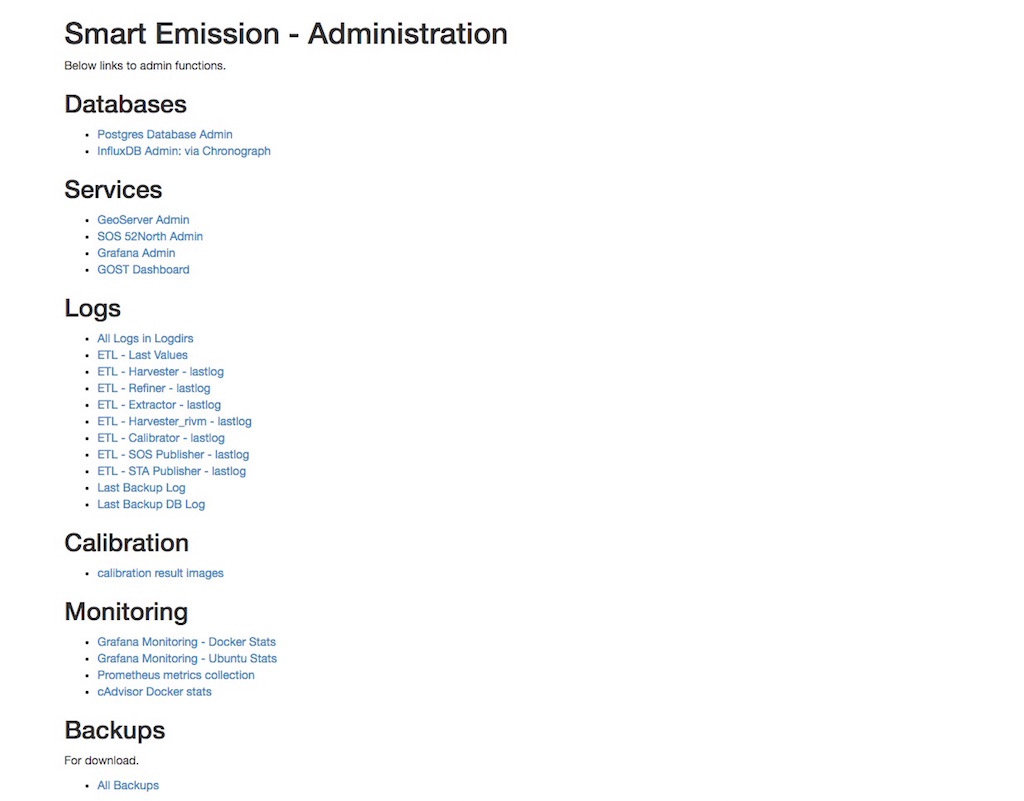 Smart Emission - Administration
Below links to admin functions.
Databases
Postgres Database Admin
InfluxDB Admin: via Chronograph
Services
GeoServer Admin
SOS 52North Admin
Grafana Admin
GOST Dashboard
Logs
All Logs in Logdirs
ETL - Last Values
ETL - Harvester - lastlog
ETL - Refiner - lastlog
ETL - Extractor - lastlog
ETL - Harvester_rivm - lastlog
ETL - Calibrator - lastlog
ETL - SOS Publisher - lastlog
ETL - STA Publisher - lastlog
Last Backup Log
Last Backup DB Log
Calibration
calibration result images
Monitoring
Grafana Monitoring - Docker Stats
Grafana Monitoring - Ubuntu Stats
Prometheus metrics collection
cAdvisor Docker stats
Backups
For download.
All Backups